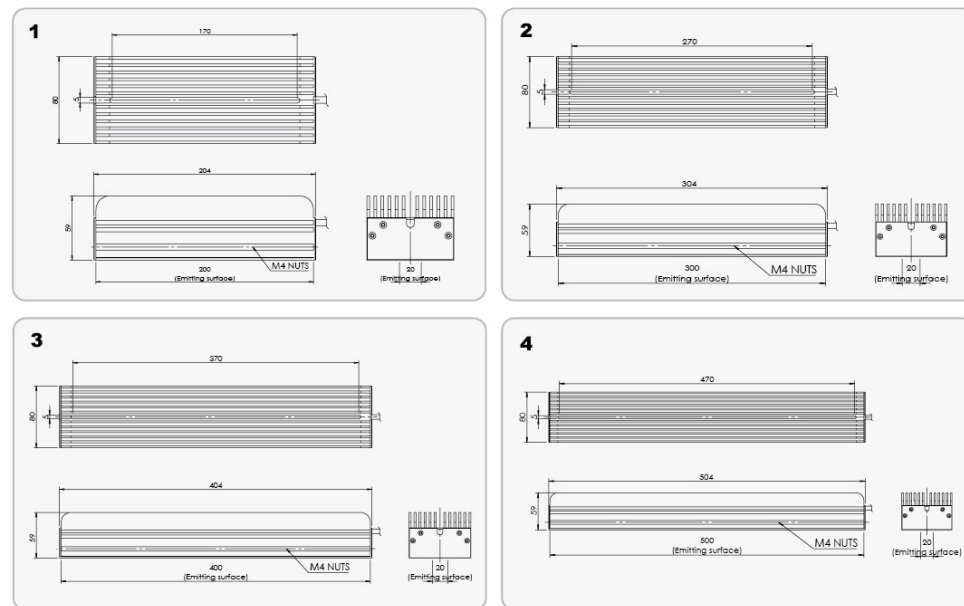 1
170
80
5
204
59
M4 NUTS
200
(Emitting surface)
20
(Emitting surface)
2
270
80
5
304
59
M4 NUTS
300
(Emitting surface)
20
(Emitting surface)
3
370
80
5
404
59
M4 NUTS
400
(Emitting surface)
20
(Emitting surface)
4
470
80
5
504
59
M4 NUTS
500
(Emitting surface)
20
(Emitting surface)